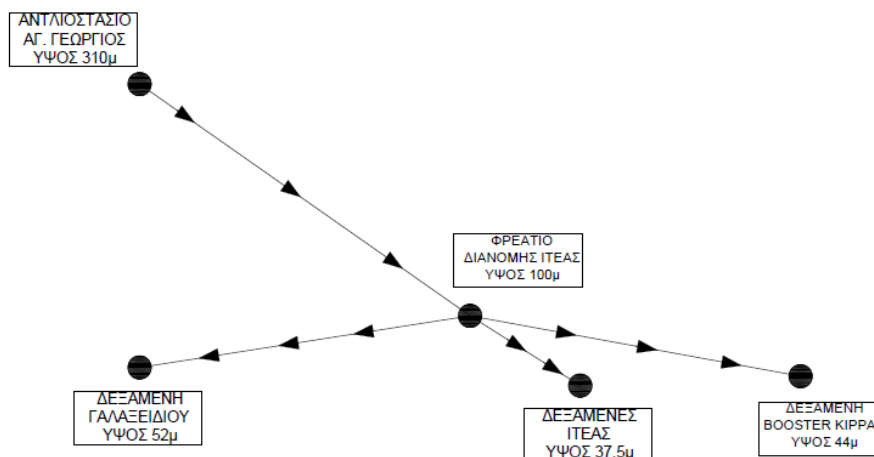 ΑΝΤΛΙΟΣΤΑΣΙΟ
ΑΓ. ΓΕΩΡΓΙΟΣ
ΥΨΟΣ 310μ
ΦΡΕΑΤΙΟ
ΔΙΑΝΟΜΗΣ ΙΤΕΑΣ
ΥΨΟΣ 100μ
ΔΕΞΑΜΕΝΗ
ΓΑΛΑΞΕΙΔΙΟΥ
ΥΨΟΣ 52μ
ΔΕΞΑΜΕΝΕΣ
ΙΤΕΑΣ
ΥΨΟΣ 37.5μ
ΔΕΞΑΜΕΝΗ
BOOSTER ΚΙΡΡΑ
ΥΨΟΣ 44μ